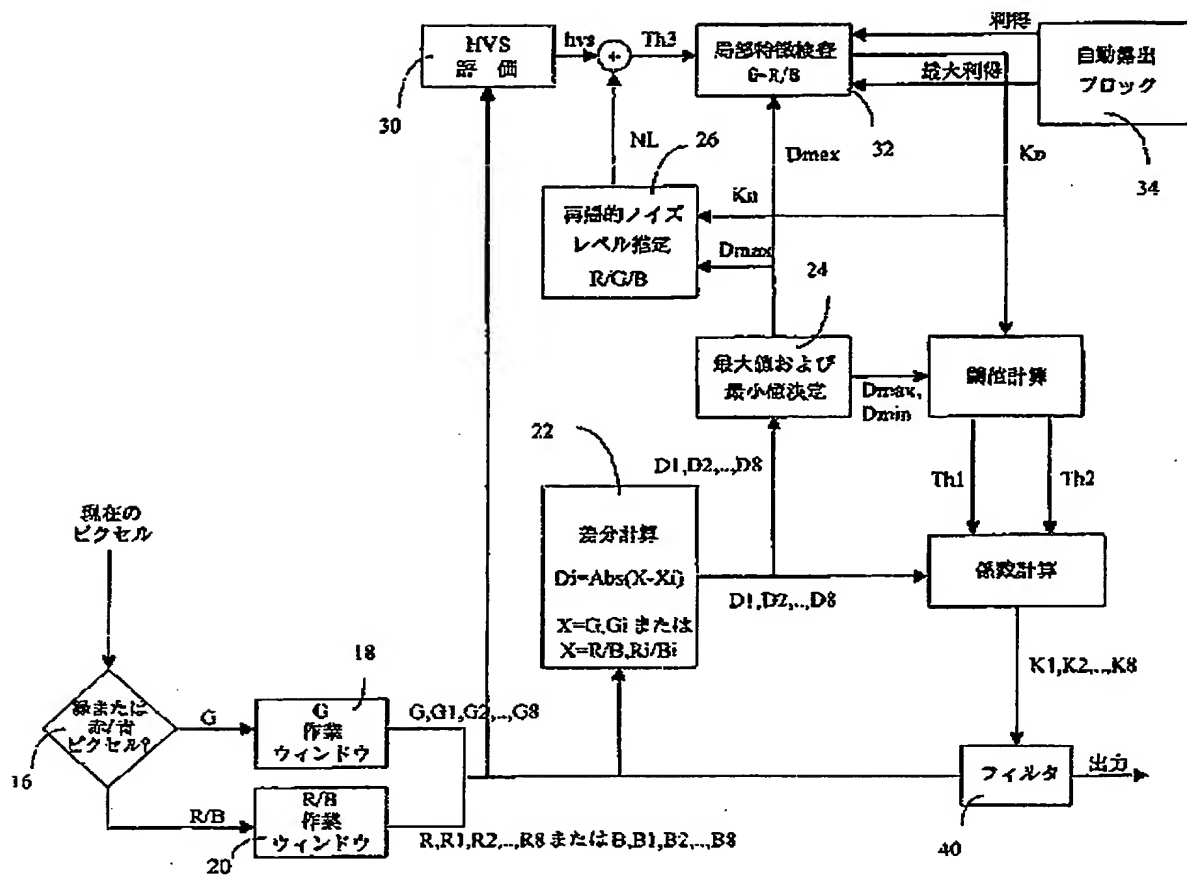 HVS
評 価
30
hvs
+
Th3
局部特徴検査
G-R/B
32
利得
最大利得
自動露出
ブロック
34
Kn
NL
26
再帰的ノイズ
レベル推定
R/G/B
Kn
Dmax
Dmax
24
最大値および
最小値決定
Dmax,
Dmin
閾値計算
Th1
Th2
22
D1,D2,..,D8
差分計算
Di=Abs(X-Xi)
X=G,Gi または
X=R/B,Ri/Bi
D1,D2,..,D8
係数計算
K1,K2,..,K8
現在の
ピクセル
緑または
赤/青
ピクセル?
16
G
18
G
作業
ウィンドウ
G,G1,G2,..,G8
R/B
R/B
作業
ウィンドウ
20
R,R1,R2,..,R8 または B,B1,B2,..,B8
フィルタ
出力
40